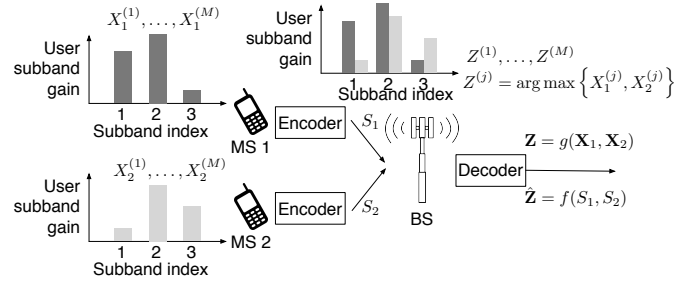 X_1^{(1)}, . . . , X_1^{(M)}
User
subband
gain
1 2 3
Subband index
MS 1
Encoder
S_1
User
subband
gain
1 2 3
Subband index
Z^{(1)}, . . . , Z^{(M)}
Z^{(j)} = arg max { X_1^{(j)}, X_2^{(j)} }
X_2^{(1)}, . . . , X_2^{(M)}
User
subband
gain
1 2 3
Subband index
MS 2
Encoder
S_2
BS
Decoder
Z = g(X_1, X_2)
Ẑ = f(S_1, S_2)